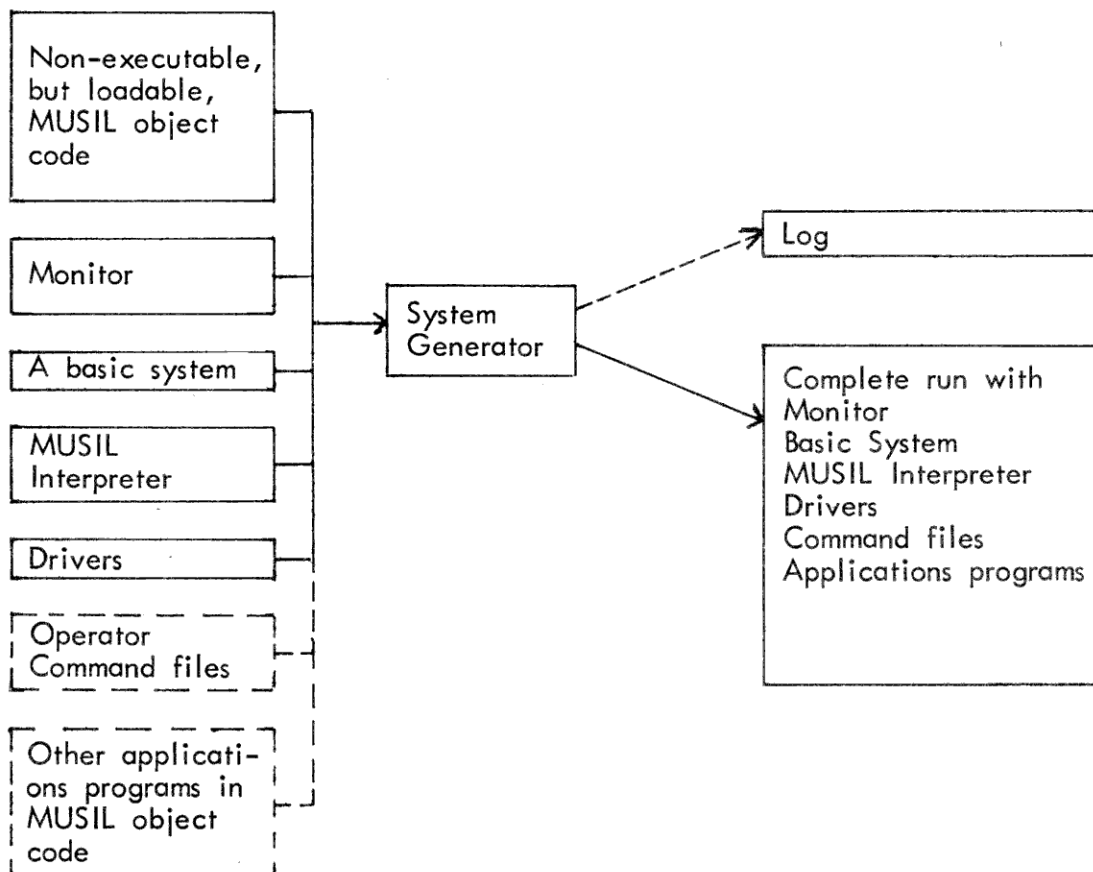 Non-executable,
but loadable,
MUSIL object
code
Monitor
A basic system
MUSIL
Interpreter
Drivers
Operator
Command files
Other applicati-
ons programs in
MUSIL object
code
System
Generator
Log
Complete run with
Monitor
Basic System
MUSIL Interpreter
Drivers
Command files
Applications programs